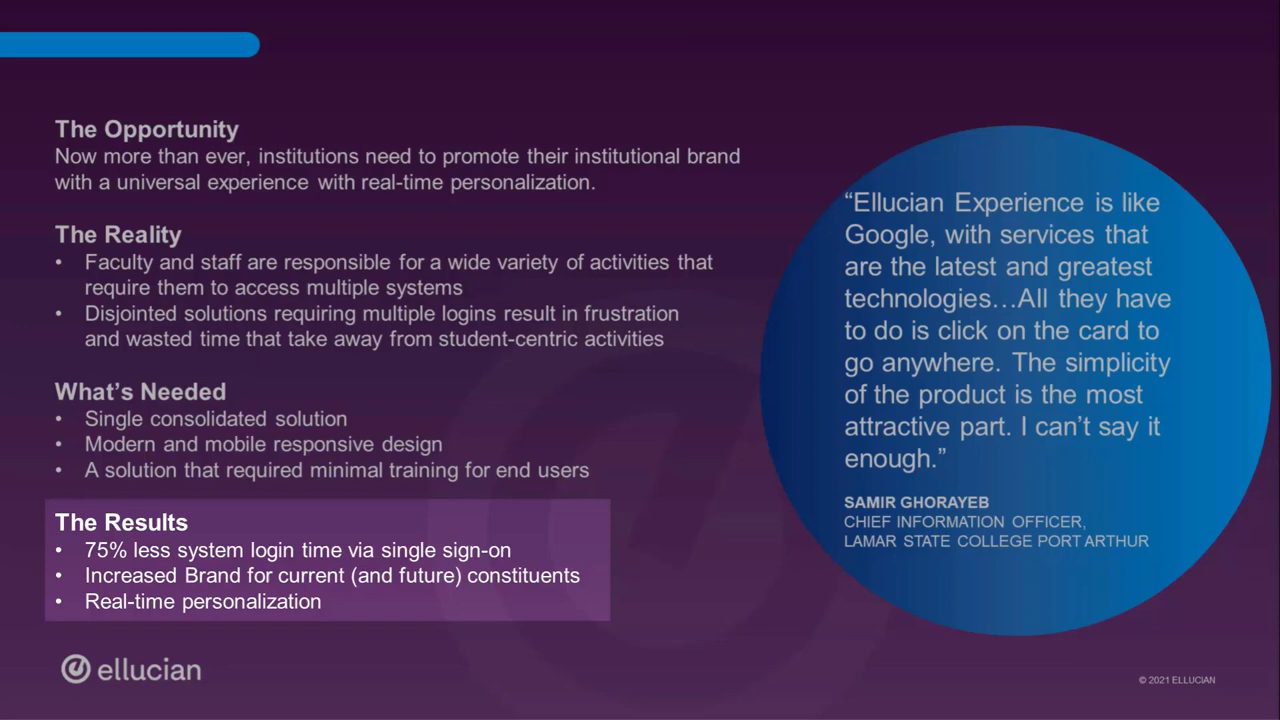 The Opportunity
Now more than ever, institutions need to promote their institutional brand
with a universal experience with real-time personalization.
The Reality
• Faculty and staff are responsible for a wide variety of activities that
require them to access multiple systems
• Disjointed solutions requiring multiple logins result in frustration
and wasted time that take away from student-centric activities
What’s Needed
• Single consolidated solution
• Modern and mobile responsive design
• A solution that required minimal training for end users
The Results
• 75% less system login time via single sign-on
• Increased Brand for current (and future) constituents
• Real-time personalization
“Ellucian Experience is like
Google, with services that
are the latest and greatest
technologies…All they have
to do is click on the card to
go anywhere. The simplicity
of the product is the most
attractive part. I can’t say it
enough.”
SAMIR GHORAYEB
CHIEF INFORMATION OFFICER,
LAMAR STATE COLLEGE PORT ARTHUR
ellucian
© 2021 ELLUCIAN